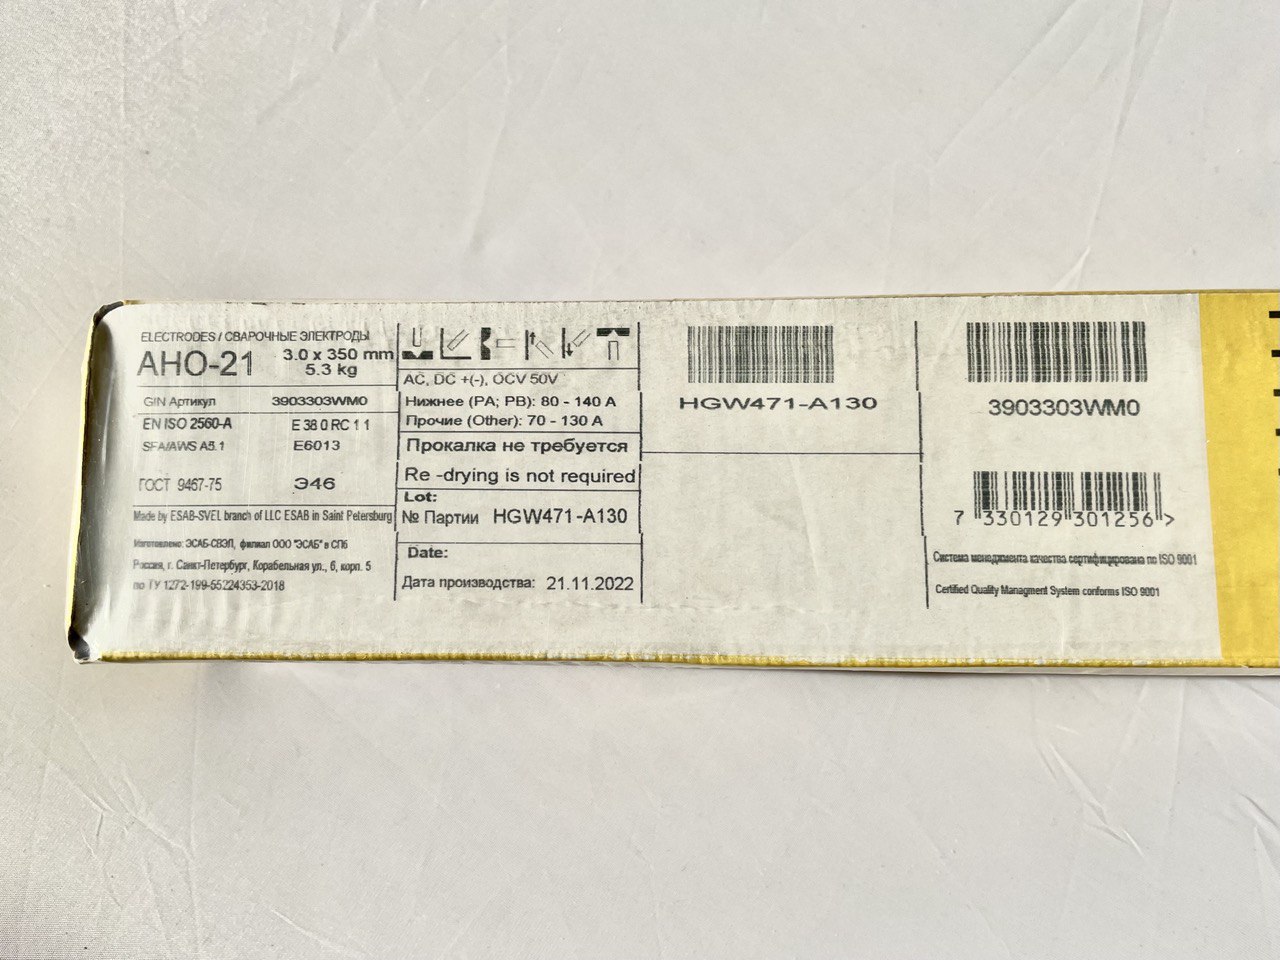 ELECTRODES / СВАРОЧНЫЕ ЭЛЕКТРОДЫ
АНО-21 3.0 x 350 mm
5.3 kg
GIN Артикул 3903303WM0
EN ISO 2560-A E 38 0 RC 1 1
SFA/AWS A5.1 E6013
ГОСТ 9467-75 Э46
Made by ESAB-SVEL branch of LLC ESAB in Saint Petersburg
Изготовлено: ЭСАБ-СВЭЛ, филиал ООО "ЭСАБ" в СПб
Россия, г. Санкт-Петербург, Корабельная ул., 6, корп. 5
по ТУ 1272-199-55224353-2018
AC, DC +(-), OCV 50V
Нижнее (PA; PB): 80 - 140 A
Прочие (Other): 70 - 130 A
Прокалка не требуется
Re -drying is not required
Lot:
№ Партии HGW471-A130
Date:
Дата производства: 21.11.2022
HGW471-A130
3903303WM0
7 330129 301256 >
Система менеджмента качества сертифицирована по ISO 9001
Certified Quality Managment System conforms ISO 9001